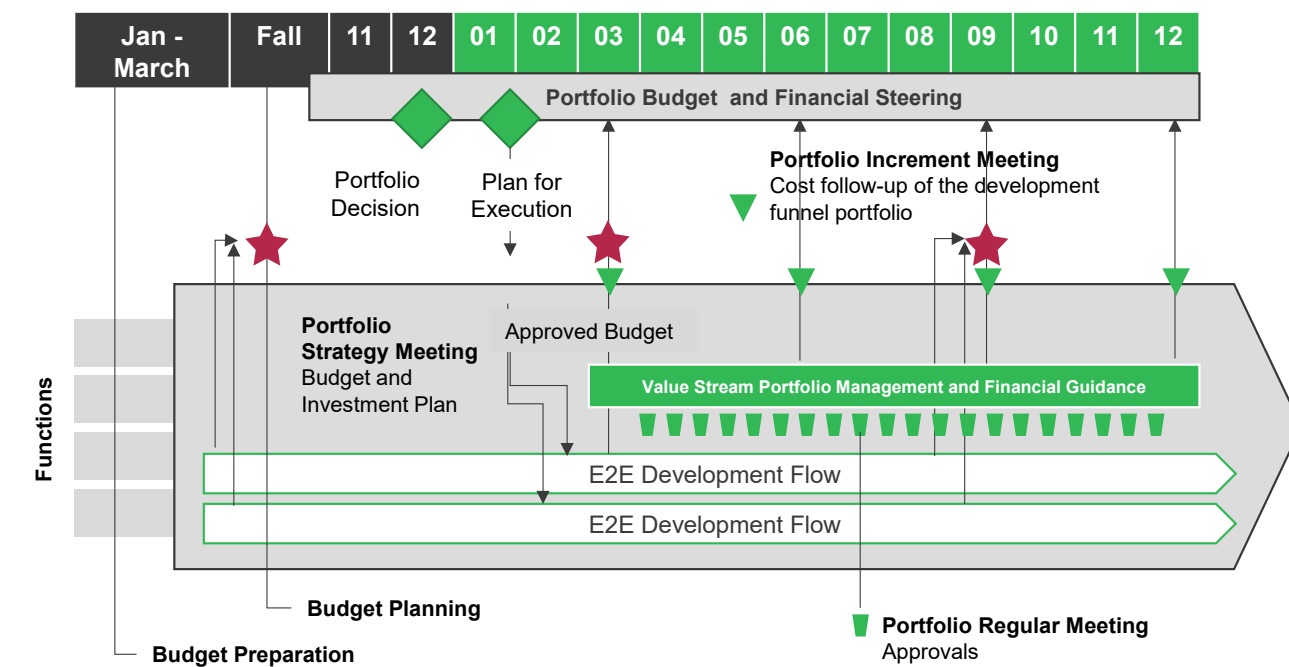 Jan -
March
Fall
11
12
01
02
03
04
05
06
07
08
09
10
11
12
Portfolio Budget and Financial Steering
Portfolio
Decision
Plan for
Execution
Portfolio Increment Meeting
Cost follow-up of the development
funnel portfolio
Portfolio
Strategy Meeting
Budget and
Investment Plan
Approved Budget
Value Stream Portfolio Management and Financial Guidance
Functions
E2E Development Flow
E2E Development Flow
Budget Planning
Budget Preparation
Portfolio Regular Meeting
Approvals